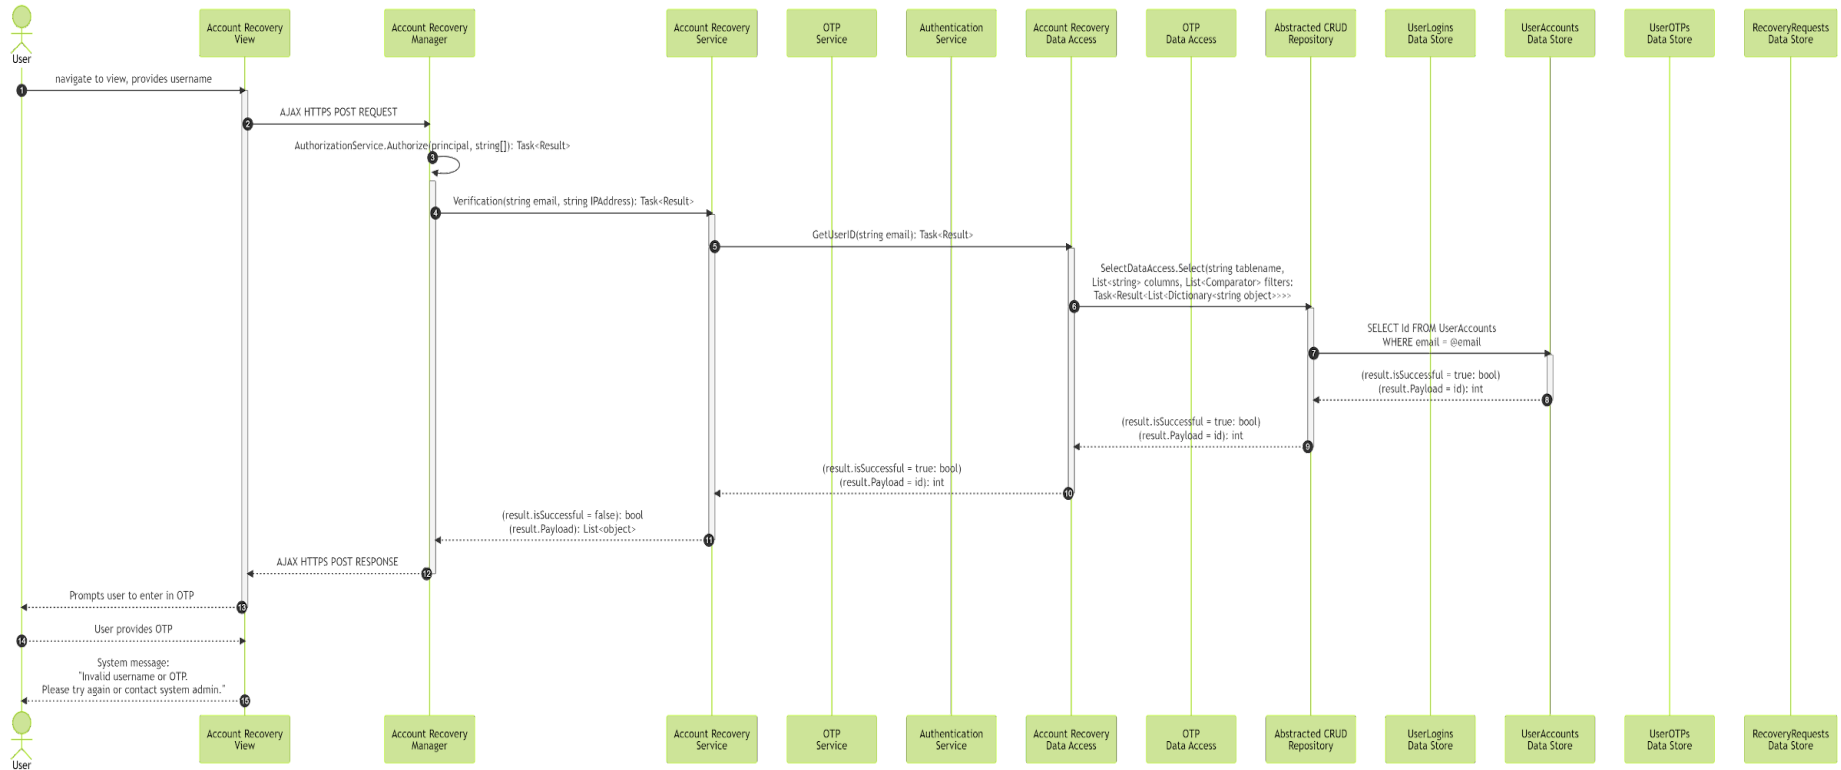 User
Account Recovery
View
Account Recovery
Manager
Account Recovery
Service
OTP
Service
Authentication
Service
Account Recovery
Data Access
OTP
Data Access
Abstracted CRUD
Repository
UserLogins
Data Store
UserAccounts
Data Store
UserOTPs
Data Store
RecoveryRequests
Data Store
navigate to view, provides username
1
AJAX HTTPS POST REQUEST
2
AuthorizationService.Authorize(principal, string[]): Task<Result>
3
Verification(string email, string IPAddress): Task<Result>
4
GetUserID(string email): Task<Result>
5
SelectDataAccess.Select(string tablename,
List<string> columns, List<Comparator> filters:
Task<Result<List<Dictionary<string object>>>>
6
SELECT Id FROM UserAccounts
WHERE email = @email
7
(result.isSuccessful = true: bool)
(result.Payload = id): int
8
(result.isSuccessful = true: bool)
(result.Payload = id): int
9
(result.isSuccessful = true: bool)
(result.Payload = id): int
10
(result.isSuccessful = false): bool
(result.Payload): List<object>
11
AJAX HTTPS POST RESPONSE
12
Prompts user to enter in OTP
13
User provides OTP
14
System message:
"Invalid username or OTP.
Please try again or contact system admin."
15
User
Account Recovery
View
Account Recovery
Manager
Account Recovery
Service
OTP
Service
Authentication
Service
Account Recovery
Data Access
OTP
Data Access
Abstracted CRUD
Repository
UserLogins
Data Store
UserAccounts
Data Store
UserOTPs
Data Store
RecoveryRequests
Data Store